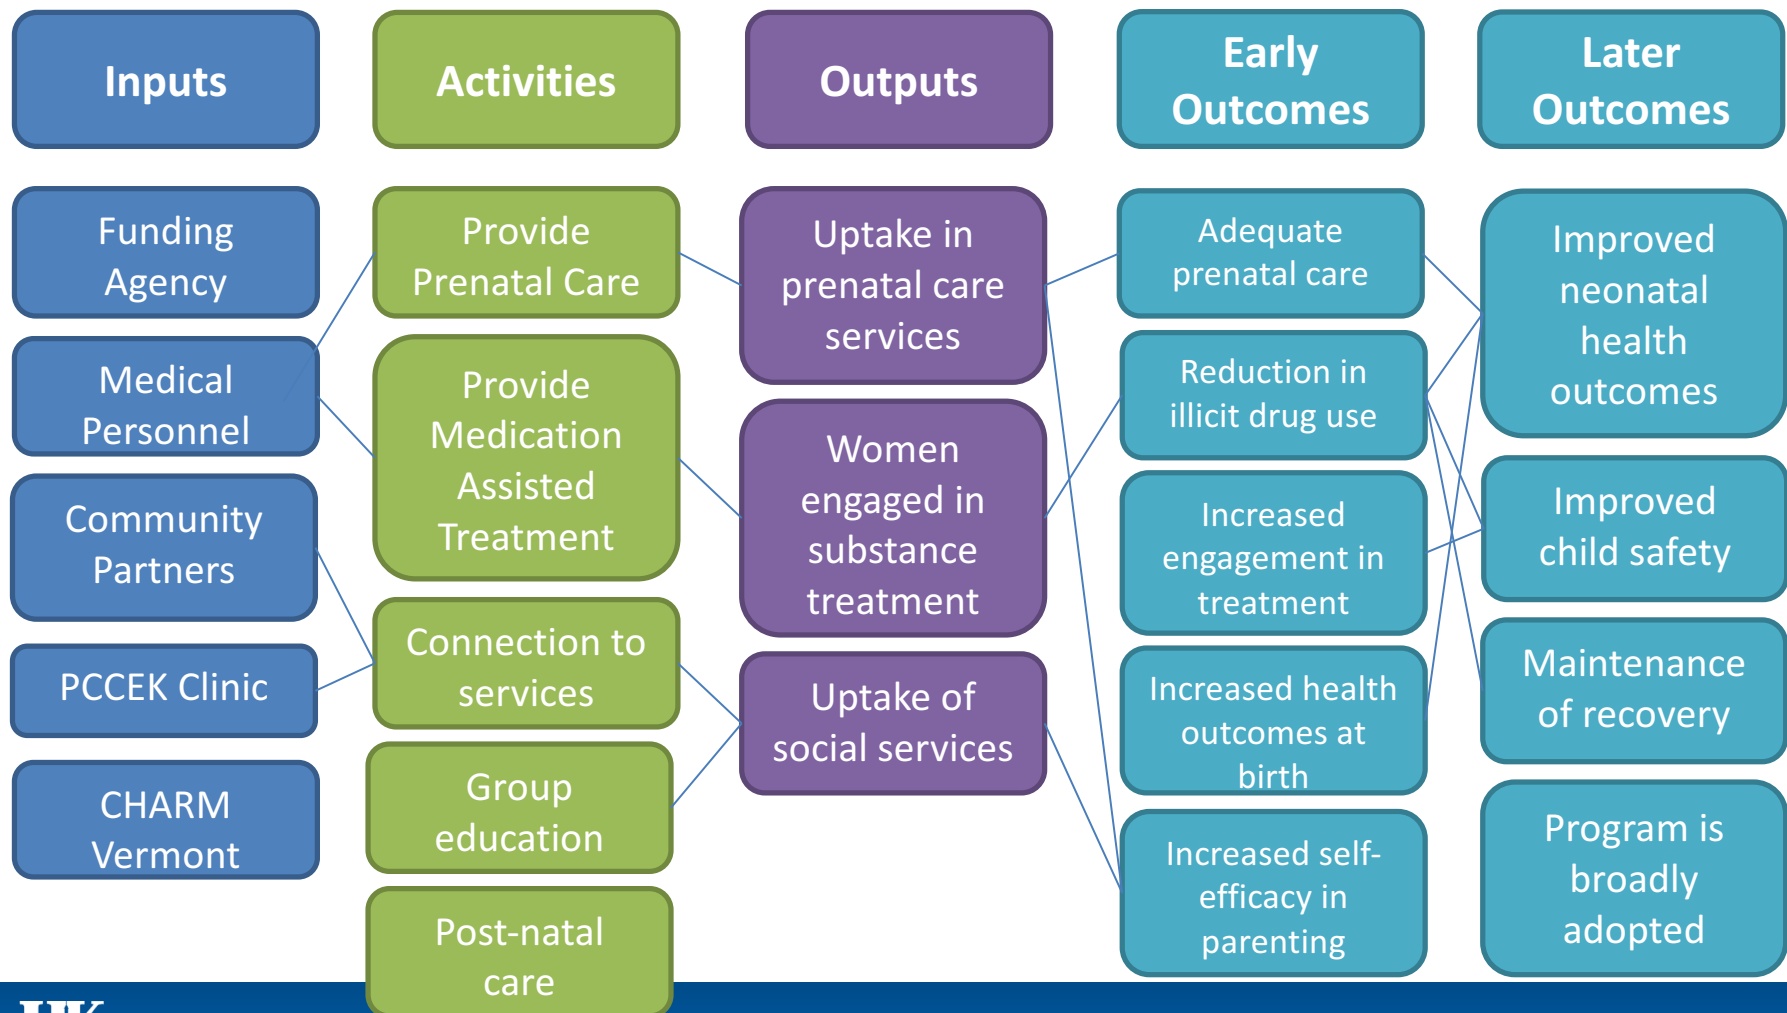 Inputs
Activities
Outputs
Early
Outcomes
Later
Outcomes
Funding
Agency
Medical
Personnel
Community
Partners
PCCEK Clinic
CHARM
Vermont
Provide
Prenatal Care
Provide
Medication
Assisted
Treatment
Connection to
services
Group
education
Post-natal
care
Uptake in
prenatal care
services
Women
engaged in
substance
treatment
Uptake of
social services
Adequate
prenatal care
Reduction in
illicit drug use
Increased
engagement in
treatment
Increased health
outcomes at
birth
Increased self-
efficacy in
parenting
Improved
neonatal
health
outcomes
Improved
child safety
Maintenance
of recovery
Program is
broadly
adopted